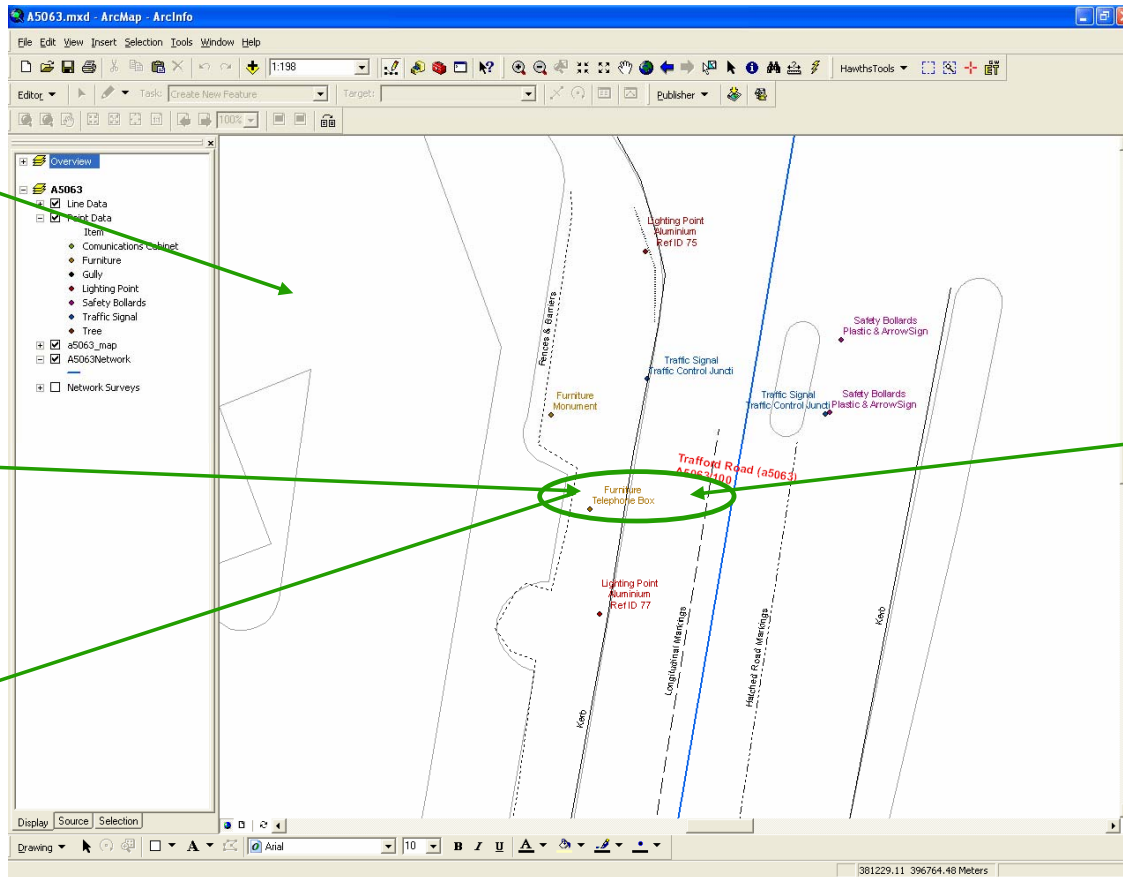 A5063.mxd - ArcMap - ArcInfo
File Edit View Insert Selection Tools Window Help
1:198
HawthsTools
Editor Task: Create New Feature Target: Publisher
100%
Overview
A5063
Line Data
Point Data
Item
Comunications Cabinet
Furniture
Gully
Lighting Point
Safety Bollards
Traffic Signal
Tree
a5063_map
A5063Network
Network Surveys
Lighting Point
Aluminium
Ref ID 75
Fences & Barriers
Safety Bollards
Plastic & ArrowSign
Traffic Signal
Traffic Control Juncti
Furniture
Monument
Traffic Signal
Traffic Control Juncti
Safety Bollards
Plastic & ArrowSign
Trafford Road (a5063)
A5063/100
Furniture
Telephone Box
Lighting Point
Aluminium
Ref ID 77
Kerb
Longitudinal Markings
Hatched Road Markings
Kerb
Display Source Selection
Drawing A Arial 10 B I U A
381229.11 396764.48 Meters